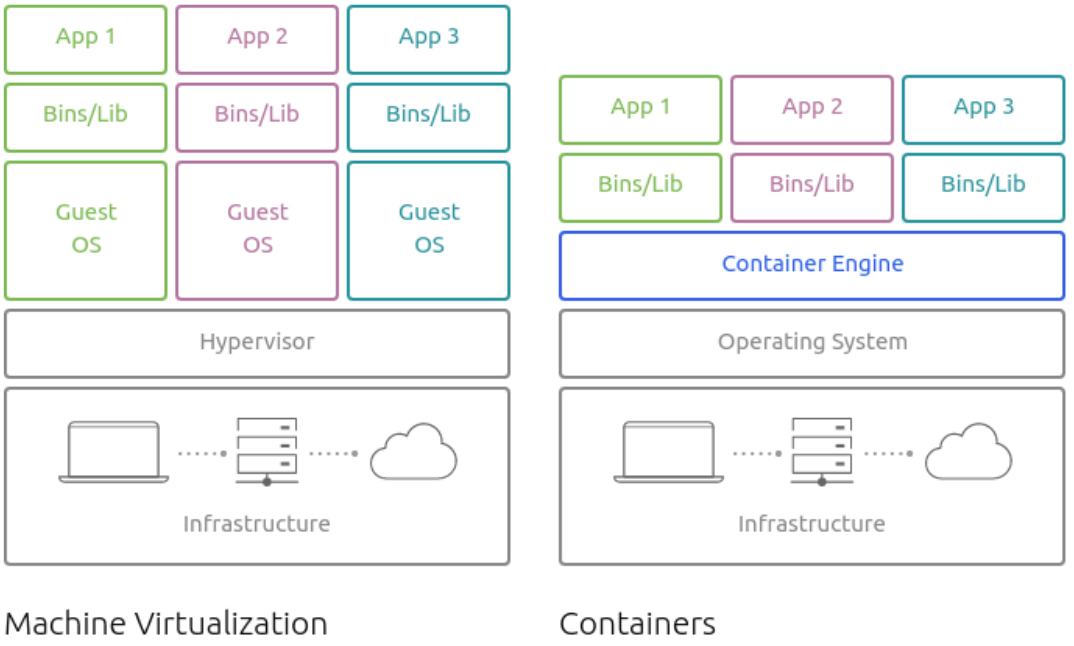 App 1
App 2
App 3
Bins/Lib
Bins/Lib
Bins/Lib
Guest
OS
Guest
OS
Guest
OS
Hypervisor
Infrastructure
Machine Virtualization
App 1
App 2
App 3
Bins/Lib
Bins/Lib
Bins/Lib
Container Engine
Operating System
Infrastructure
Containers